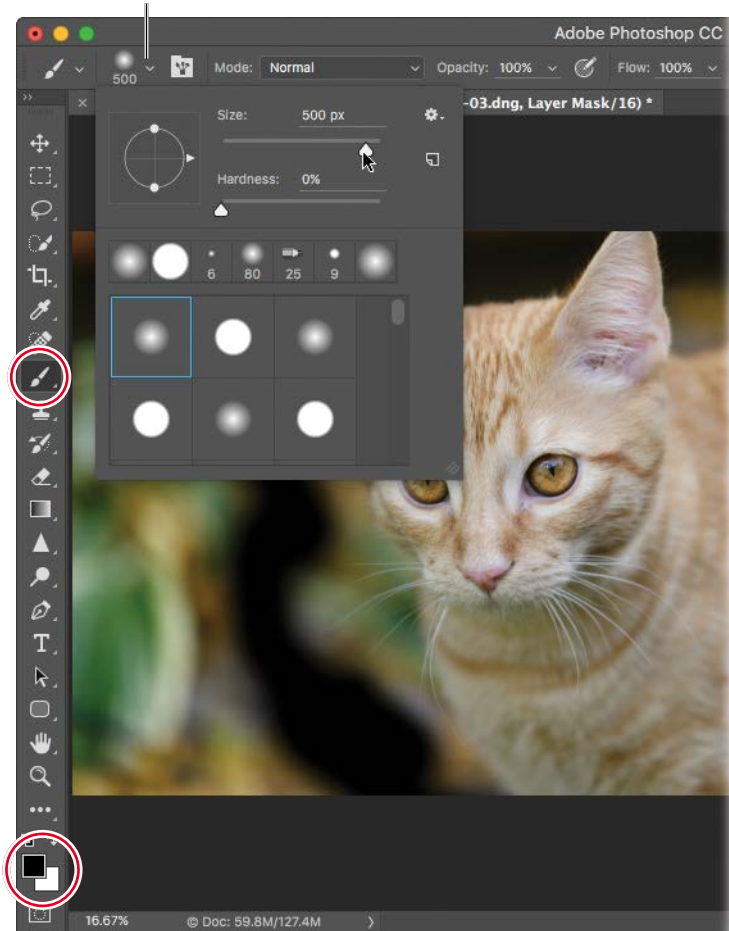 Adobe Photoshop CC
500 Mode: Normal Opacity: 100% Flow: 100%
-03.dng, Layer Mask/16) *
Size: 500 px
Hardness: 0%
6 80 25 9
T
16.67% Doc: 59.8M/127.4M